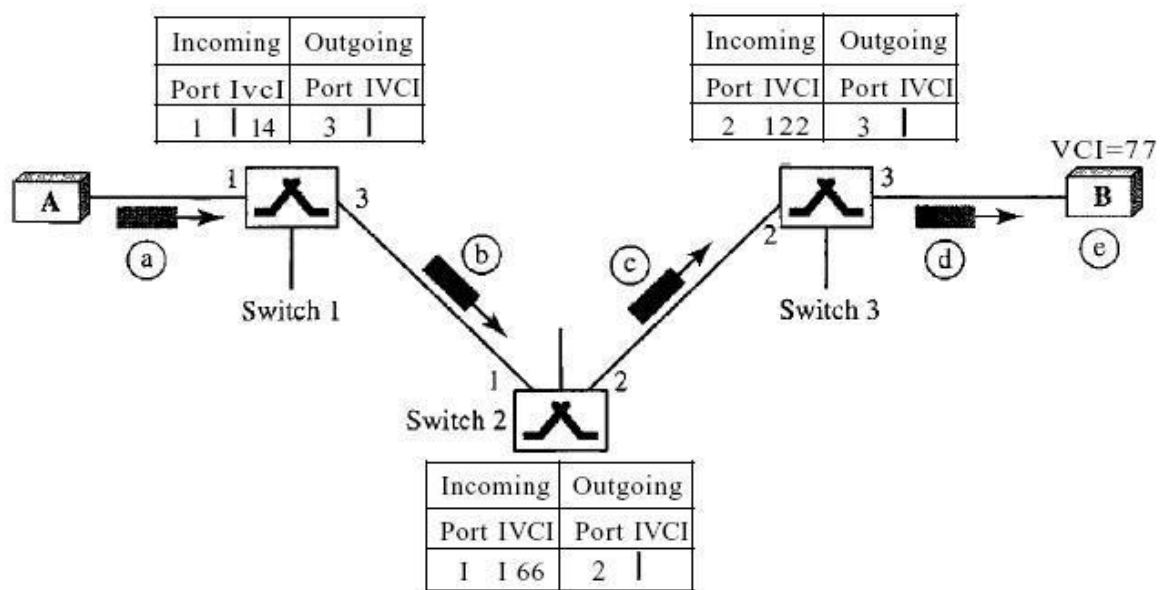 Incoming Outgoing
Port IvcI Port IVCI
1 | 14 3 |
Incoming Outgoing
Port IVCI Port IVCI
2 122 3 |
VCI=77
A
1
3
3
B
2
a
b
c
d
e
Switch 1
Switch 3
1
2
Switch 2
Incoming Outgoing
Port IVCI Port IVCI
I I 66 2 |